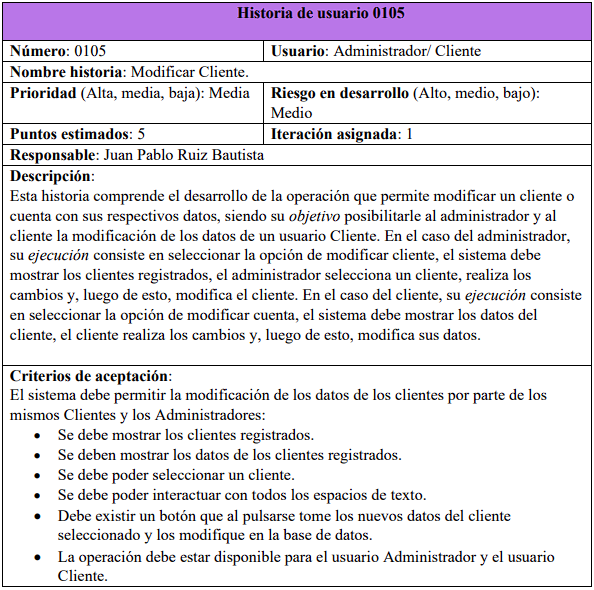 Historia de usuario 0105
Número: 0105
Usuario: Administrador/ Cliente
Nombre historia: Modificar Cliente.
Prioridad (Alta, media, baja): Media
Riesgo en desarrollo (Alto, medio, bajo):
Medio
Puntos estimados: 5
Iteración asignada: 1
Responsable: Juan Pablo Ruiz Bautista
Descripción:
Esta historia comprende el desarrollo de la operación que permite modificar un cliente o
cuenta con sus respectivos datos, siendo su objetivo posibilitarle al administrador y al
cliente la modificación de los datos de un usuario Cliente. En el caso del administrador,
su ejecución consiste en seleccionar la opción de modificar cliente, el sistema debe
mostrar los clientes registrados, el administrador selecciona un cliente, realiza los
cambios y, luego de esto, modifica el cliente. En el caso del cliente, su ejecución consiste
en seleccionar la opción de modificar cuenta, el sistema debe mostrar los datos del
cliente, el cliente realiza los cambios y, luego de esto, modifica sus datos.
Criterios de aceptación:
El sistema debe permitir la modificación de los datos de los clientes por parte de los
mismos Clientes y los Administradores:
• Se debe mostrar los clientes registrados.
• Se deben mostrar los datos de los clientes registrados.
• Se debe poder seleccionar un cliente.
• Se debe poder interactuar con todos los espacios de texto.
• Debe existir un botón que al pulsarse tome los nuevos datos del cliente
seleccionado y los modifique en la base de datos.
• La operación debe estar disponible para el usuario Administrador y el usuario
Cliente.